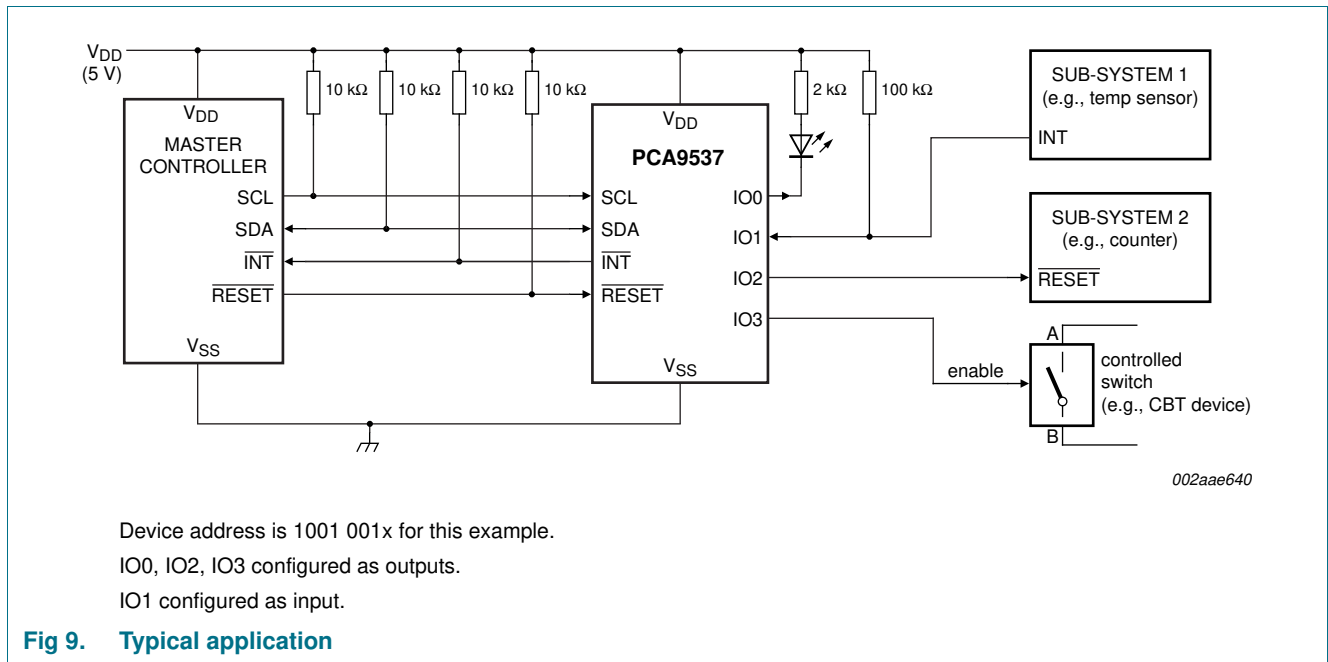 VDD
(5 V)
10 kΩ
10 kΩ
10 kΩ
10 kΩ
2 kΩ
100 kΩ
VDD
MASTER
CONTROLLER
SCL
SDA
INT
RESET
VSS
VDD
PCA9537
SCL
SDA
INT
RESET
VSS
IO0
IO1
IO2
IO3
SUB-SYSTEM 1
(e.g., temp sensor)
INT
SUB-SYSTEM 2
(e.g., counter)
RESET
enable
A
B
controlled
switch
(e.g., CBT device)
002aae640
Device address is 1001 001x for this example.
IO0, IO2, IO3 configured as outputs.
IO1 configured as input.
Fig 9. Typical application